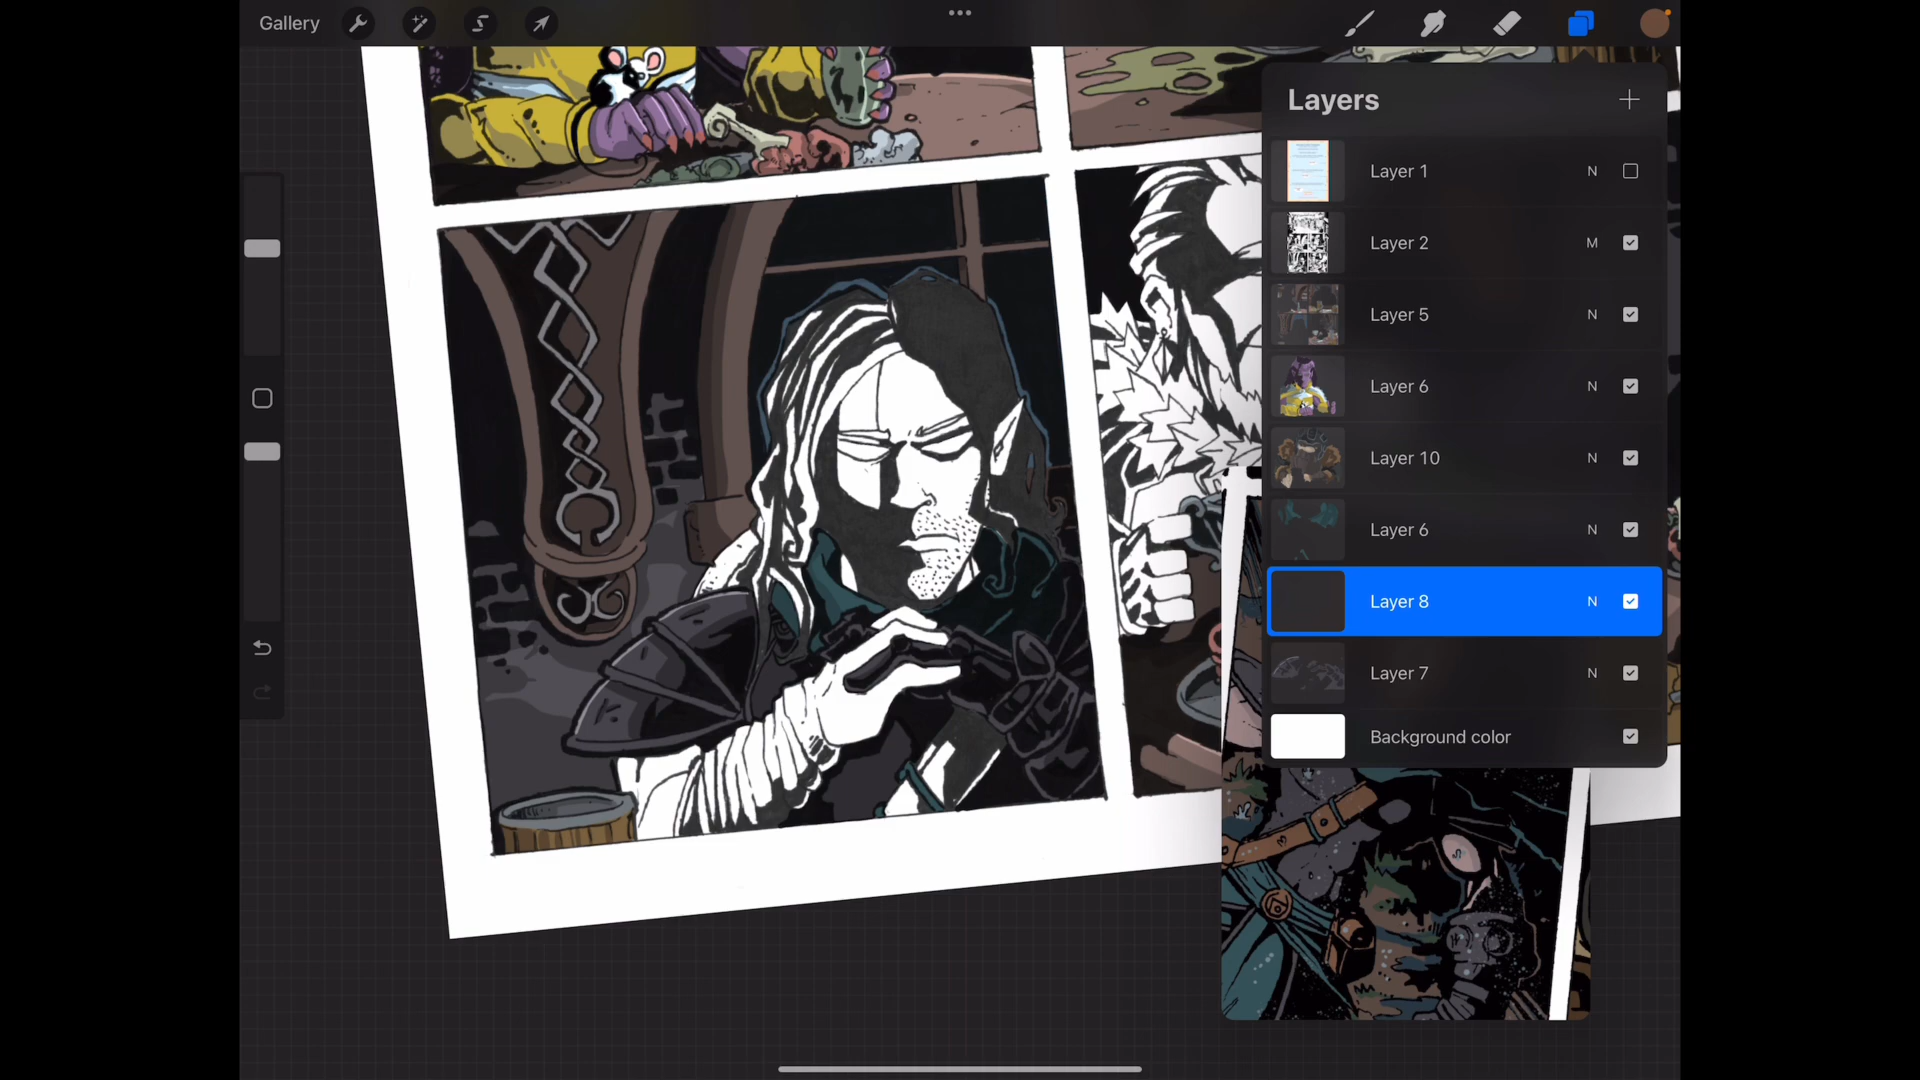 Gallery
Layers
Layer 1 N
Layer 2 M
Layer 5 N
Layer 6 N
Layer 10 N
Layer 6 N
Layer 8 N
Layer 7 N
Background color